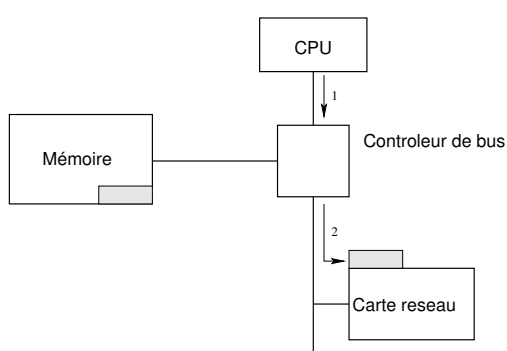 CPU
1
Controleur de bus
Mémoire
2
Carte reseau